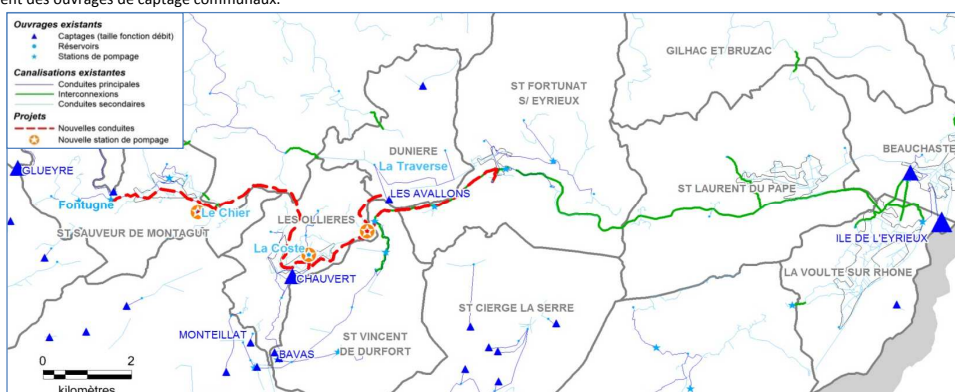 ent des ouvrages de captage communaux.
Ouvrages existants
Captages (taille fonction débit)
Réservoirs
Stations de pompage
Canalisations existantes
Conduites principales
Interconnexions
Conduites secondaires
Projets
Nouvelles conduites
Nouvelle station de pompage
GILHAC ET BRUZAC
ST FORTUNAT
S/ EYRIEUX
DUNIERE
La Traverse
BEAUCHASTEL
GLUEYRE
LES AVALLONS
ST LAURENT DU PAPE
Fontugne
Le Chier
LES OLLIERES
ST SAUVEUR DE MONTAGUT
ILE DE L'EYRIEUX
La Coste
CHAUVERT
LA VOULTE SUR RHONE
ST CIERGE LA SERRE
MONTEILLAT
ST VINCENT
DE DURFORT
BAVAS
0 2
kilomètres